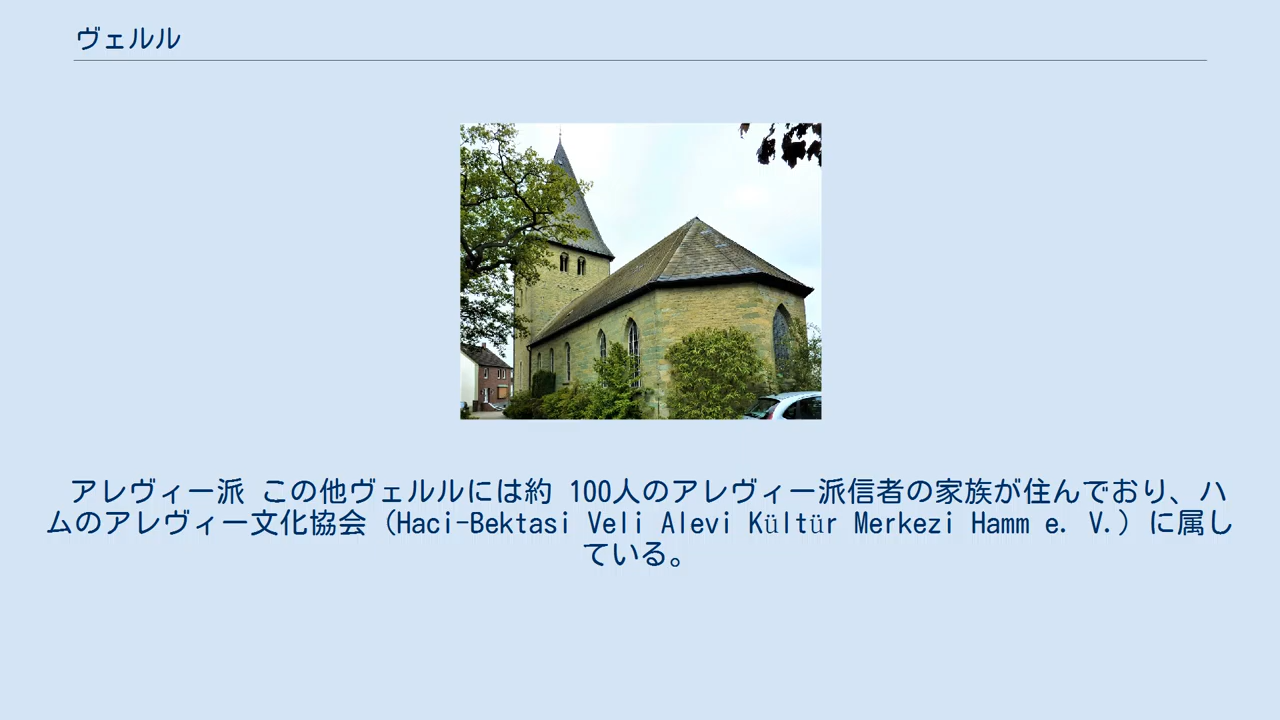 ヴェルル
アレヴィー派 この他ヴェルルには約 100人のアレヴィー派信者の家族が住んでおり、ハ
ムのアレヴィー文化協会（Haci-Bektasi Veli Alevi Kültür Merkezi Hamm e. V.）に属し
ている。